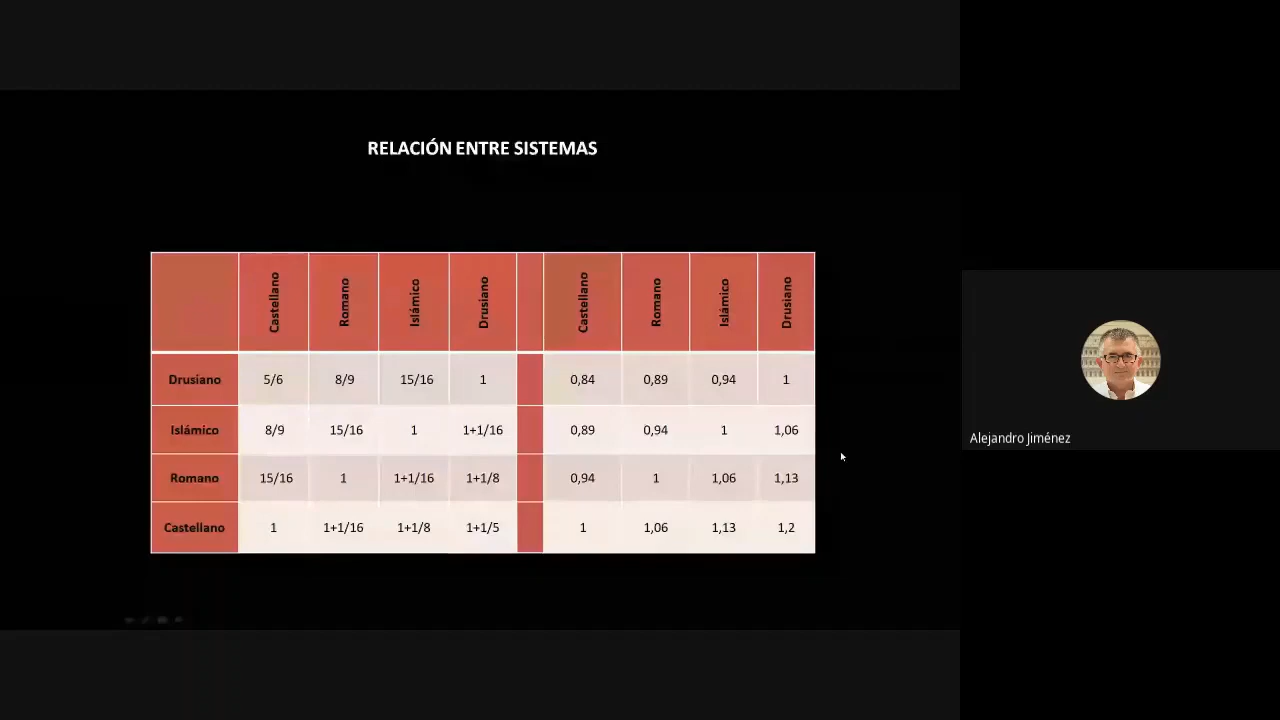 RELACIÓN ENTRE SISTEMAS
Castellano Romano Islámico Drusiano Castellano Romano Islámico Drusiano
Drusiano 5/6 8/9 15/16 1 0,84 0,89 0,94 1
Islámico 8/9 15/16 1 1+1/16 0,89 0,94 1 1,06
Romano 15/16 1 1+1/16 1+1/8 0,94 1 1,06 1,13
Castellano 1 1+1/16 1+1/8 1+1/5 1 1,06 1,13 1,2
Alejandro Jiménez